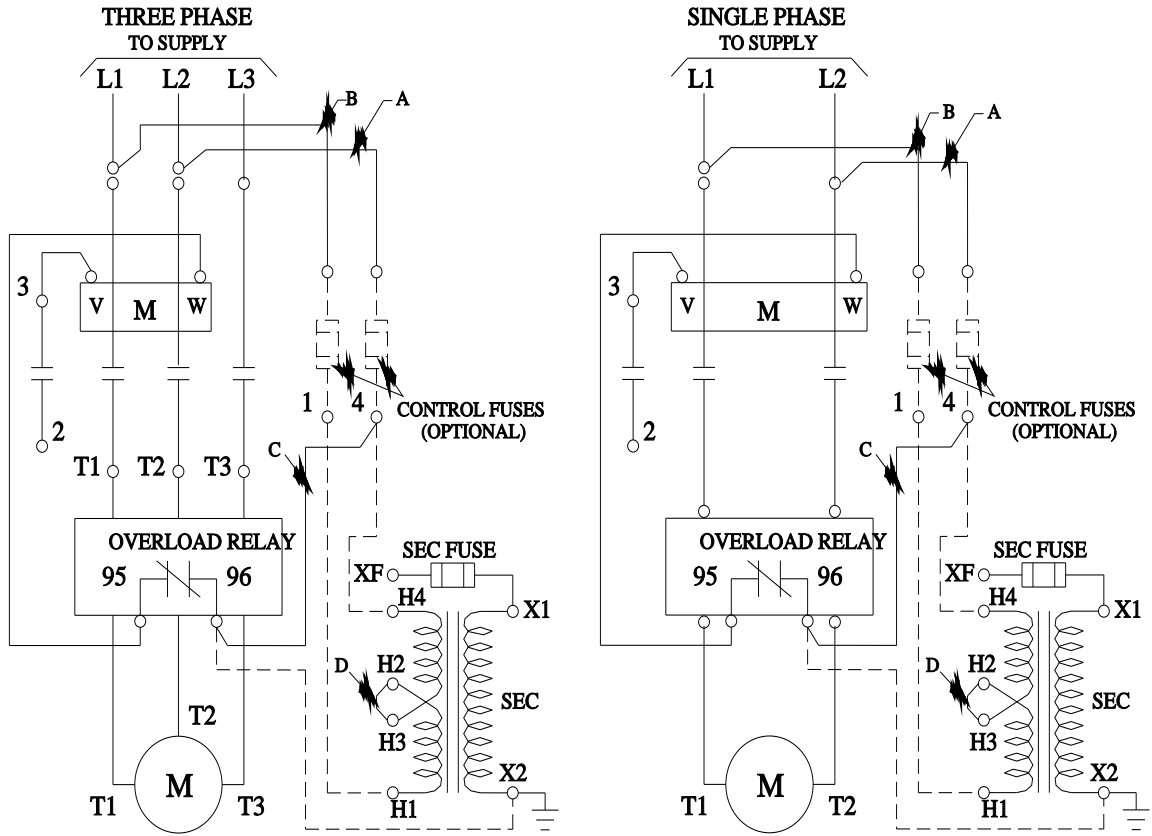 THREE PHASE
TO SUPPLY
L1 L2 L3
B
A
3
V M W
1 4
CONTROL FUSES
(OPTIONAL)
2
C
T1 T2 T3
OVERLOAD RELAY
95 96
SEC FUSE
XF
H4
X1
D
H2
SEC
H3
T2
M
X2
T1 T3
H1
SINGLE PHASE
TO SUPPLY
L1 L2
B
A
3
V M W
1 4
CONTROL FUSES
(OPTIONAL)
2
C
OVERLOAD RELAY
95 96
SEC FUSE
XF
H4
X1
D
H2
SEC
H3
M
X2
T1 T2
H1